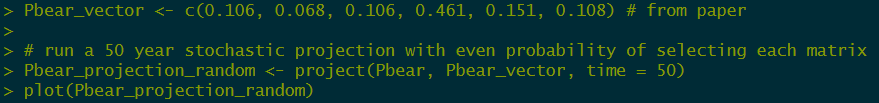 > Pbear_vector <- c(0.106, 0.068, 0.106, 0.461, 0.151, 0.108) # from paper
>
> # run a 50 year stochastic projection with even probability of selecting each matrix
> Pbear_projection_random <- project(Pbear, Pbear_vector, time = 50)
> plot(Pbear_projection_random)